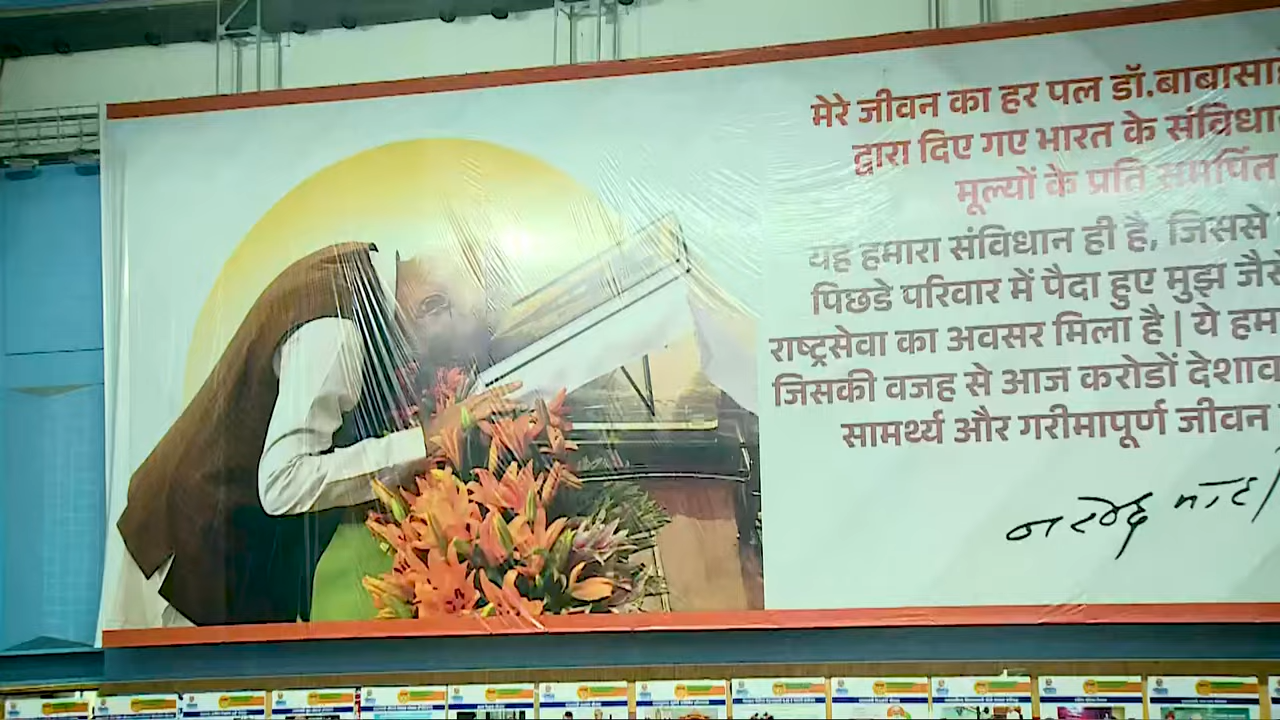 मेरे जीवन का हर पल डॉ.बाबासा
द्वारा दिए गए भारत के संविधा
मूल्यों के प्रति समर्पित
यह हमारा संविधान ही है, जिससे
पिछडे परिवार में पैदा हुए मुझ जैसे
राष्ट्रसेवा का अवसर मिला है | ये हम
जिसकी वजह से आज करोडों देशाव
सामर्थ्य और गरीमापूर्ण जीवन
नरेन्द्र मोदी